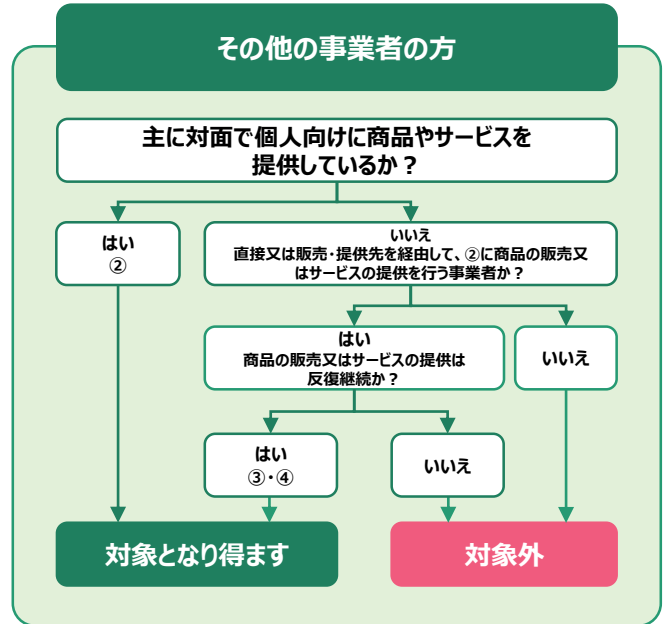 その他の事業者の方
主に対面で個人向けに商品やサービスを
提供しているか？
はい
②
いいえ
直接又は販売・提供先を経由して、②に商品の販売又
はサービスの提供を行う事業者か？
はい
商品の販売又はサービスの提供は
反復継続か？
いいえ
はい
③・④
いいえ
対象となり得ます
対象外